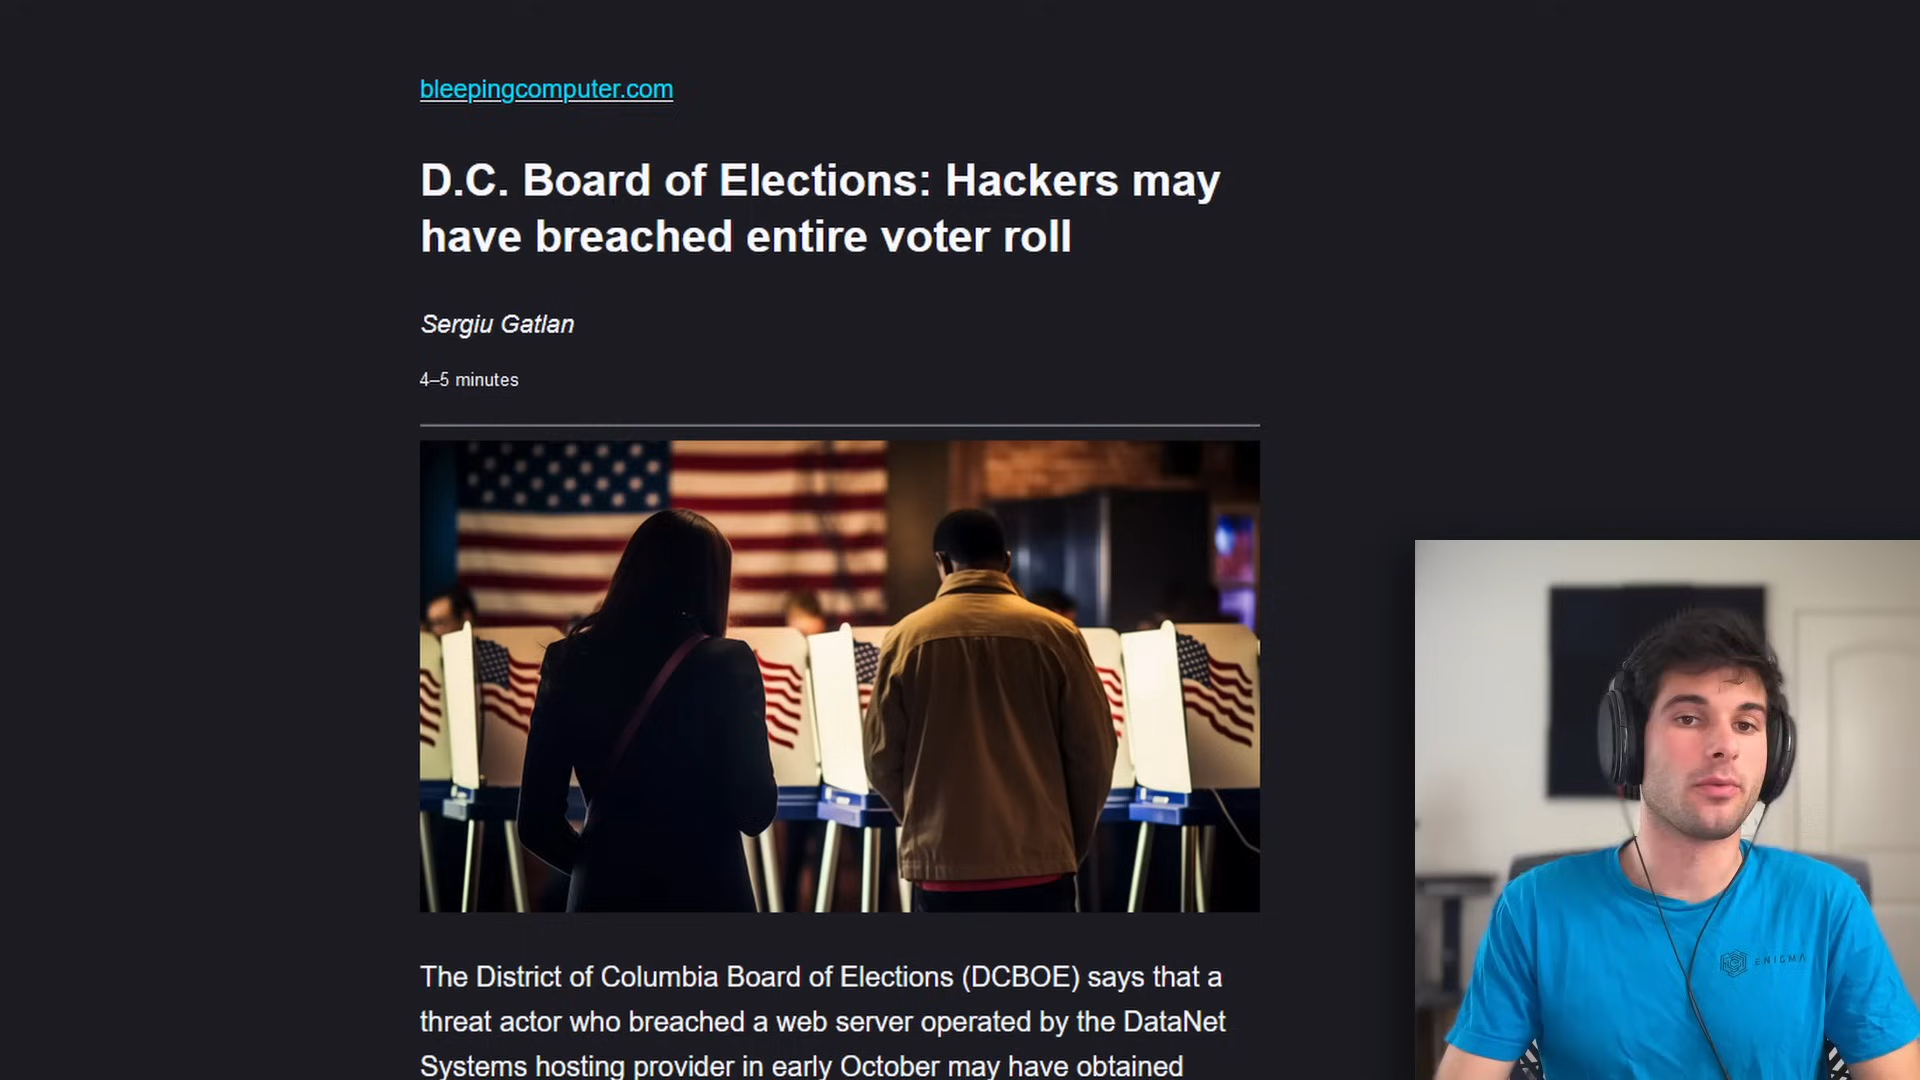 bleepingcomputer.com
D.C. Board of Elections: Hackers may
have breached entire voter roll
Sergiu Gatlan
4–5 minutes
The District of Columbia Board of Elections (DCBOE) says that a
threat actor who breached a web server operated by the DataNet
Systems hosting provider in early October may have obtained
ENIGMA